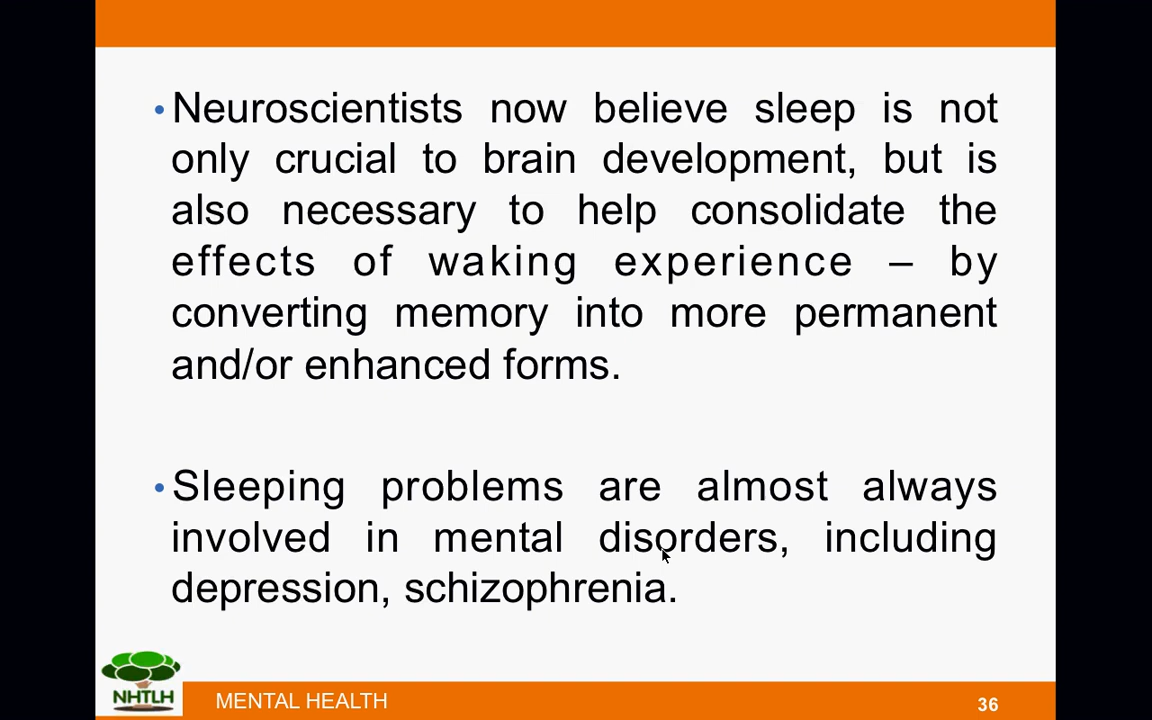 • Neuroscientists now believe sleep is not
only crucial to brain development, but is
also necessary to help consolidate the
effects of waking experience – by
converting memory into more permanent
and/or enhanced forms.
• Sleeping problems are almost always
involved in mental disorders, including
depression, schizophrenia.
NHTLH
MENTAL HEALTH
36